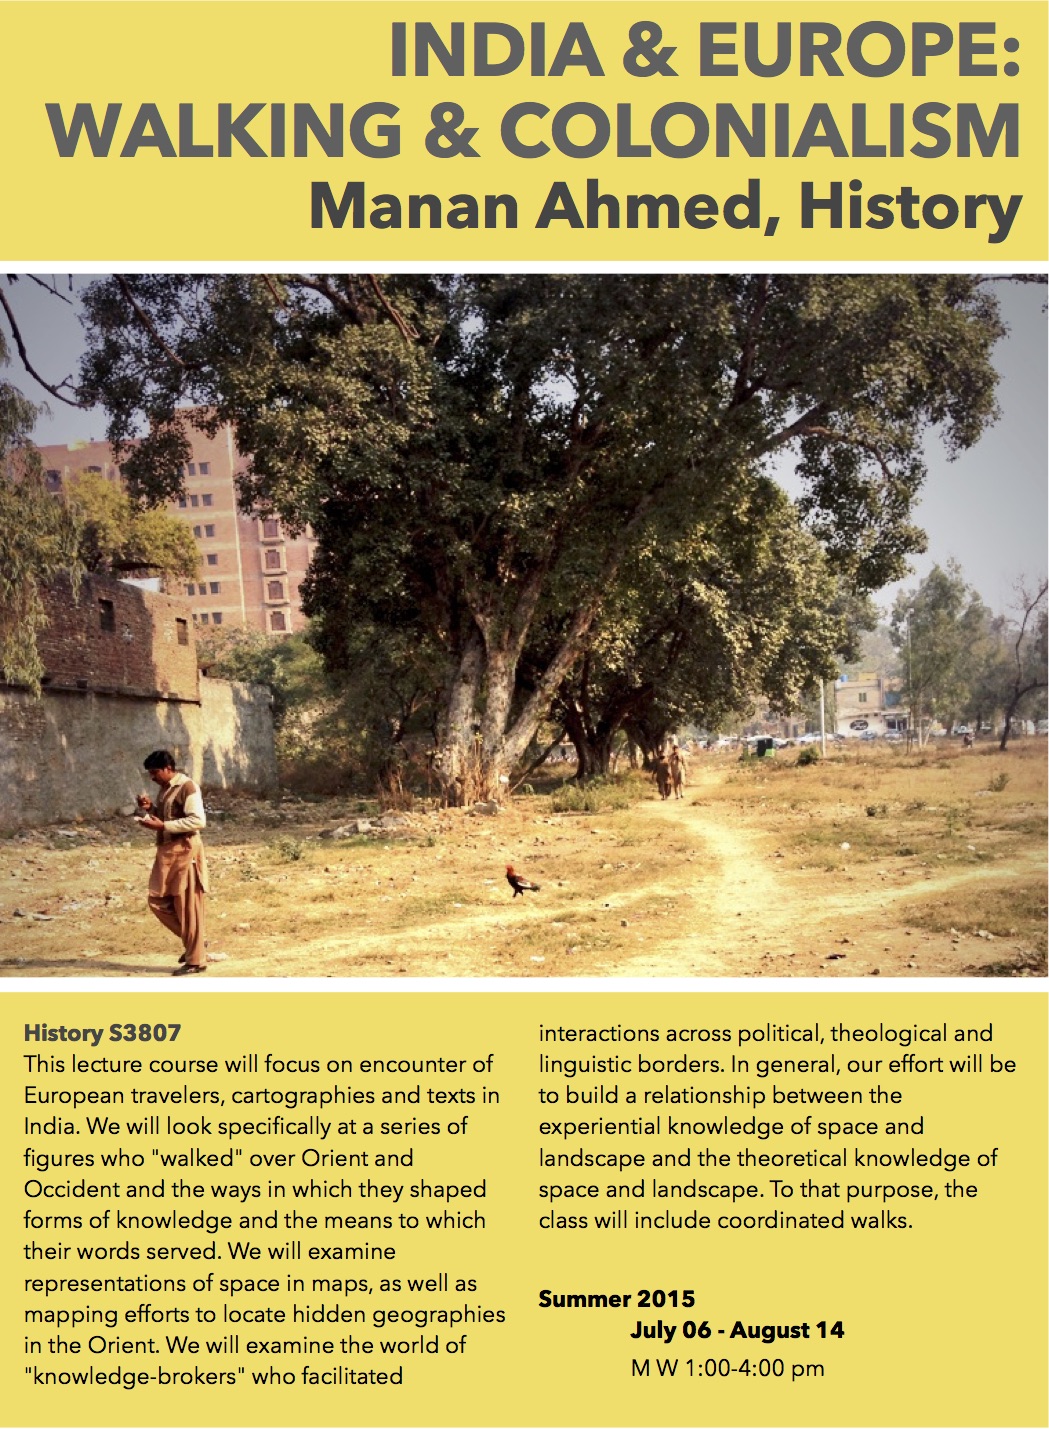 INDIA & EUROPE:
WALKING & COLONIALISM
Manan Ahmed, History
History S3807
This lecture course will focus on encounter of
European travelers, cartographies and texts in
India. We will look specifically at a series of
figures who "walked" over Orient and
Occident and the ways in which they shaped
forms of knowledge and the means to which
their words served. We will examine
representations of space in maps, as well as
mapping efforts to locate hidden geographies
in the Orient. We will examine the world of
"knowledge-brokers" who facilitated
interactions across political, theological and
linguistic borders. In general, our effort will be
to build a relationship between the
experiential knowledge of space and
landscape and the theoretical knowledge of
space and landscape. To that purpose, the
class will include coordinated walks.
Summer 2015
July 06 - August 14
M W 1:00-4:00 pm